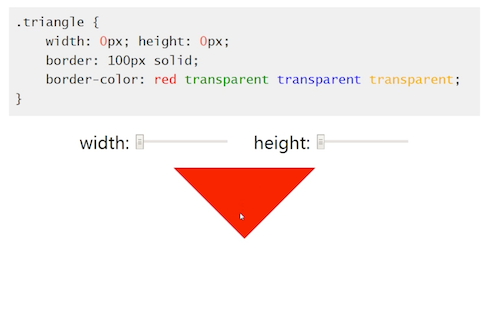 .triangle {
    width: 0px; height: 0px;
    border: 100px solid;
    border-color: red transparent transparent transparent;
}
width: height: